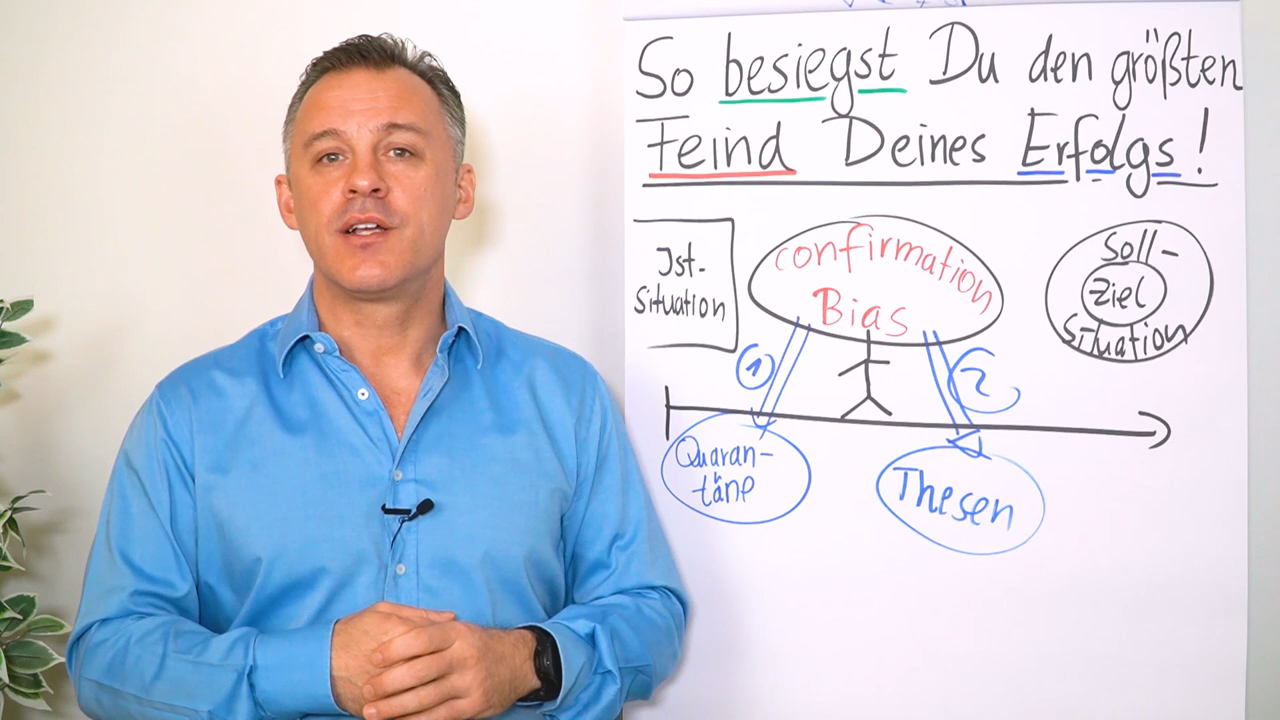 So besiegst Du den größten
Feind Deines Erfolgs!
Ist-
Situation
Confirmation
Bias
Soll-
Ziel
Situation
1
2
Quaran-
täne
Thesen